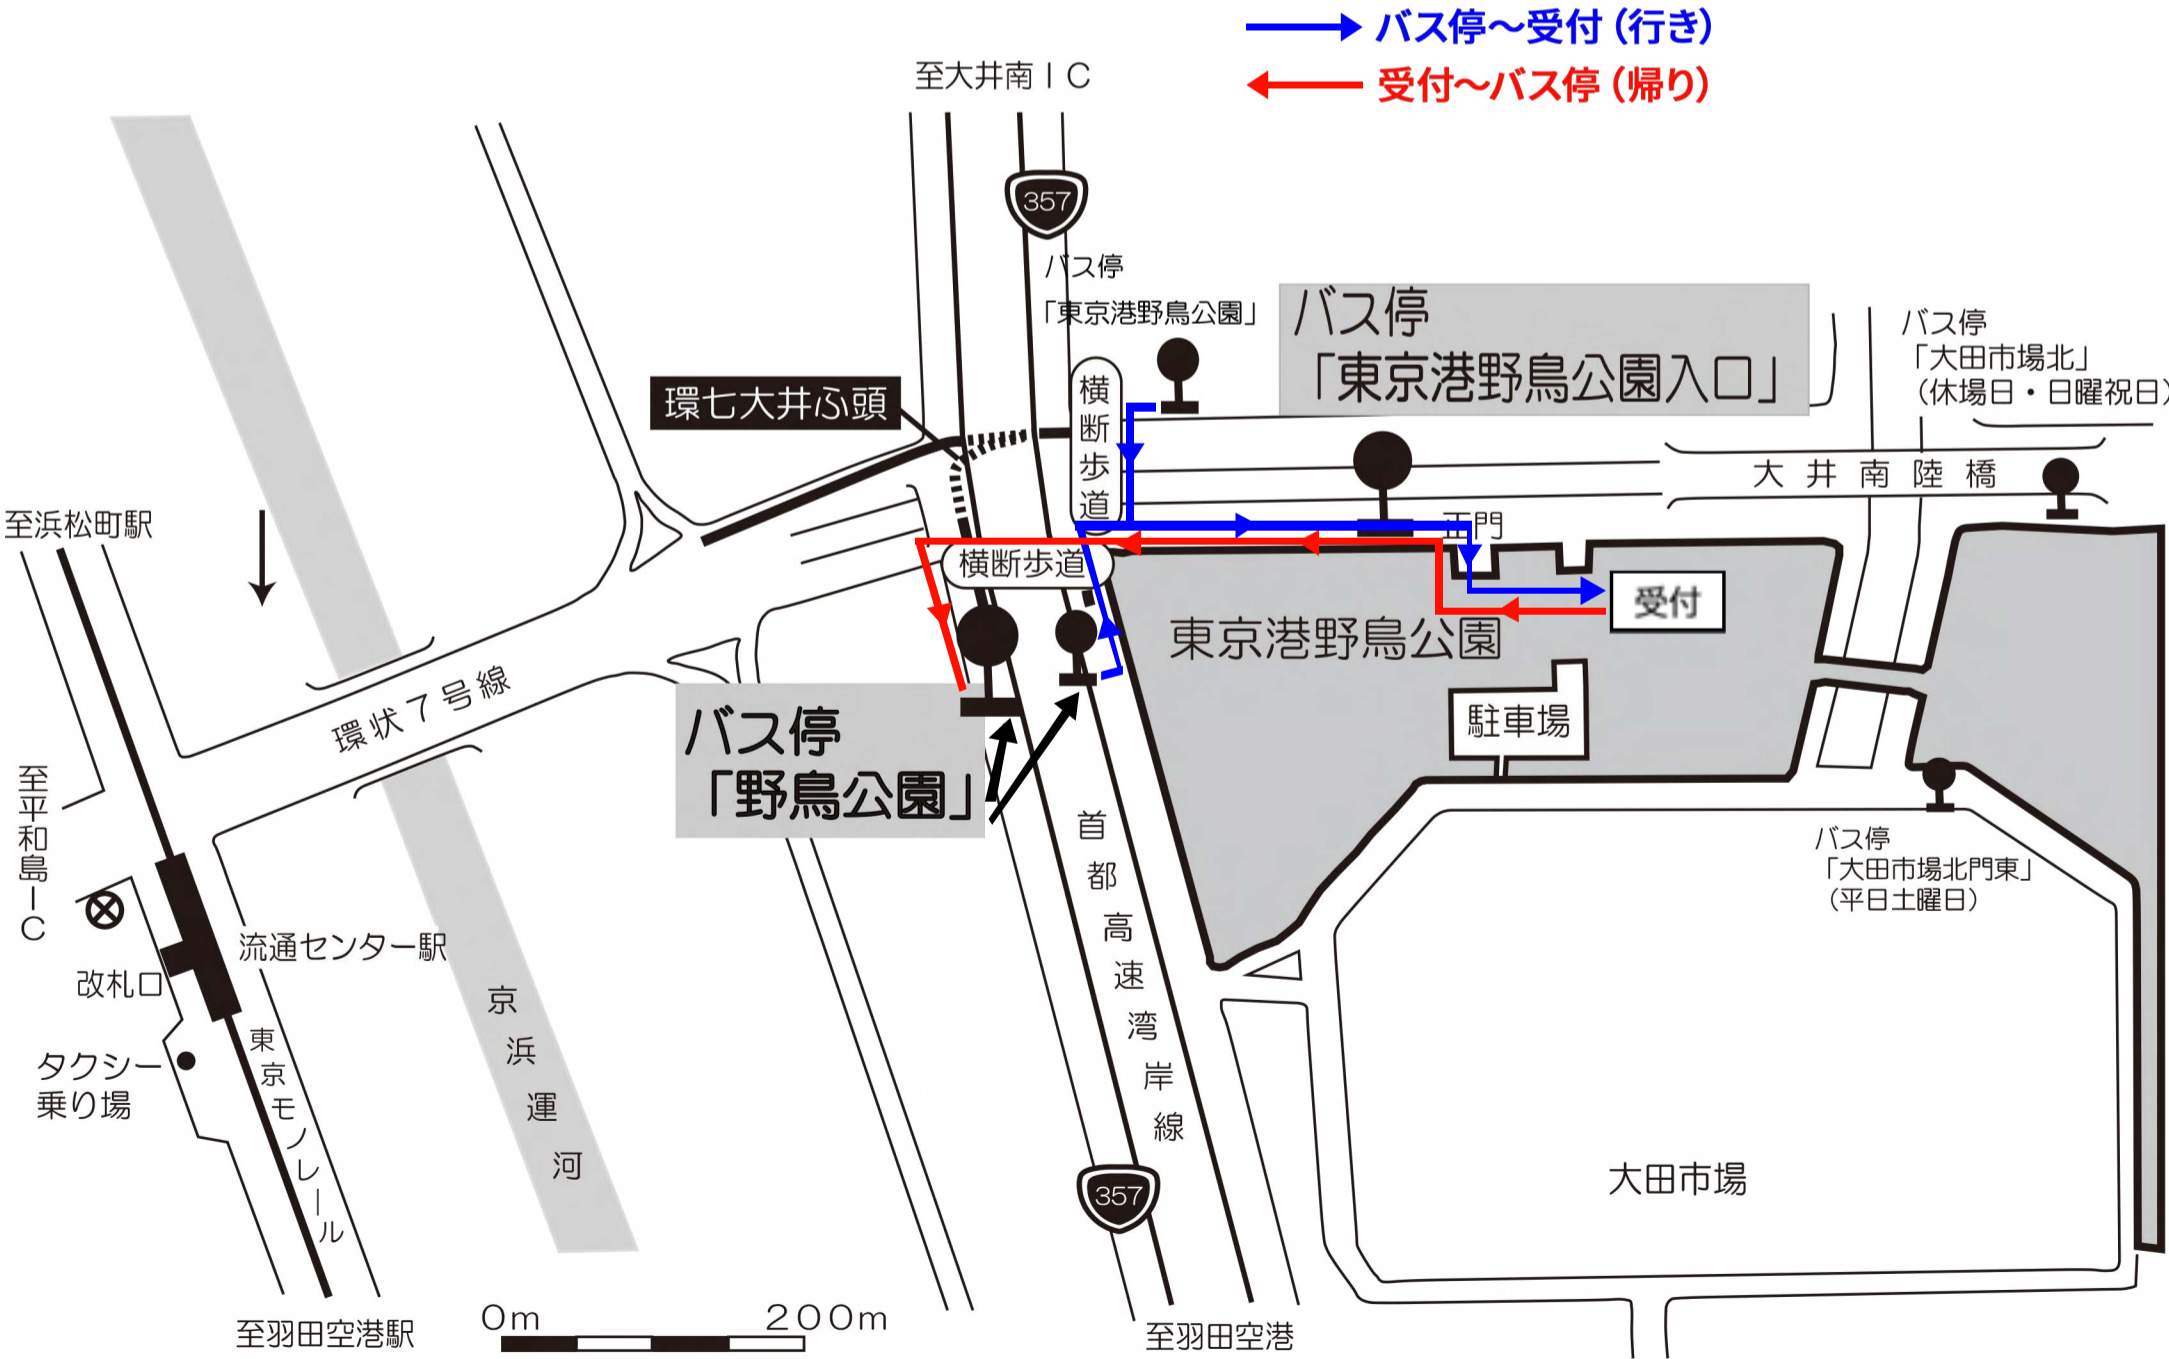 バス停～受付（行き）
受付～バス停（帰り）
至大井南ＩＣ
357
バス停
「東京港野鳥公園」
バス停
「東京港野鳥公園入口」
バス停
「大田市場北」
（休場日・日曜祝日）
環七大井ふ頭
横断歩道
大井南陸橋
正門
至浜松町駅
横断歩道
受付
東京港野鳥公園
環状７号線
駐車場
バス停
「野鳥公園」
至平和島ＩＣ
首都高速湾岸線
バス停
「大田市場北門東」
（平日土曜日）
流通センター駅
改札口
京浜運河
東京モノレール
タクシー
乗り場
大田市場
357
0m
200m
至羽田空港駅
至羽田空港